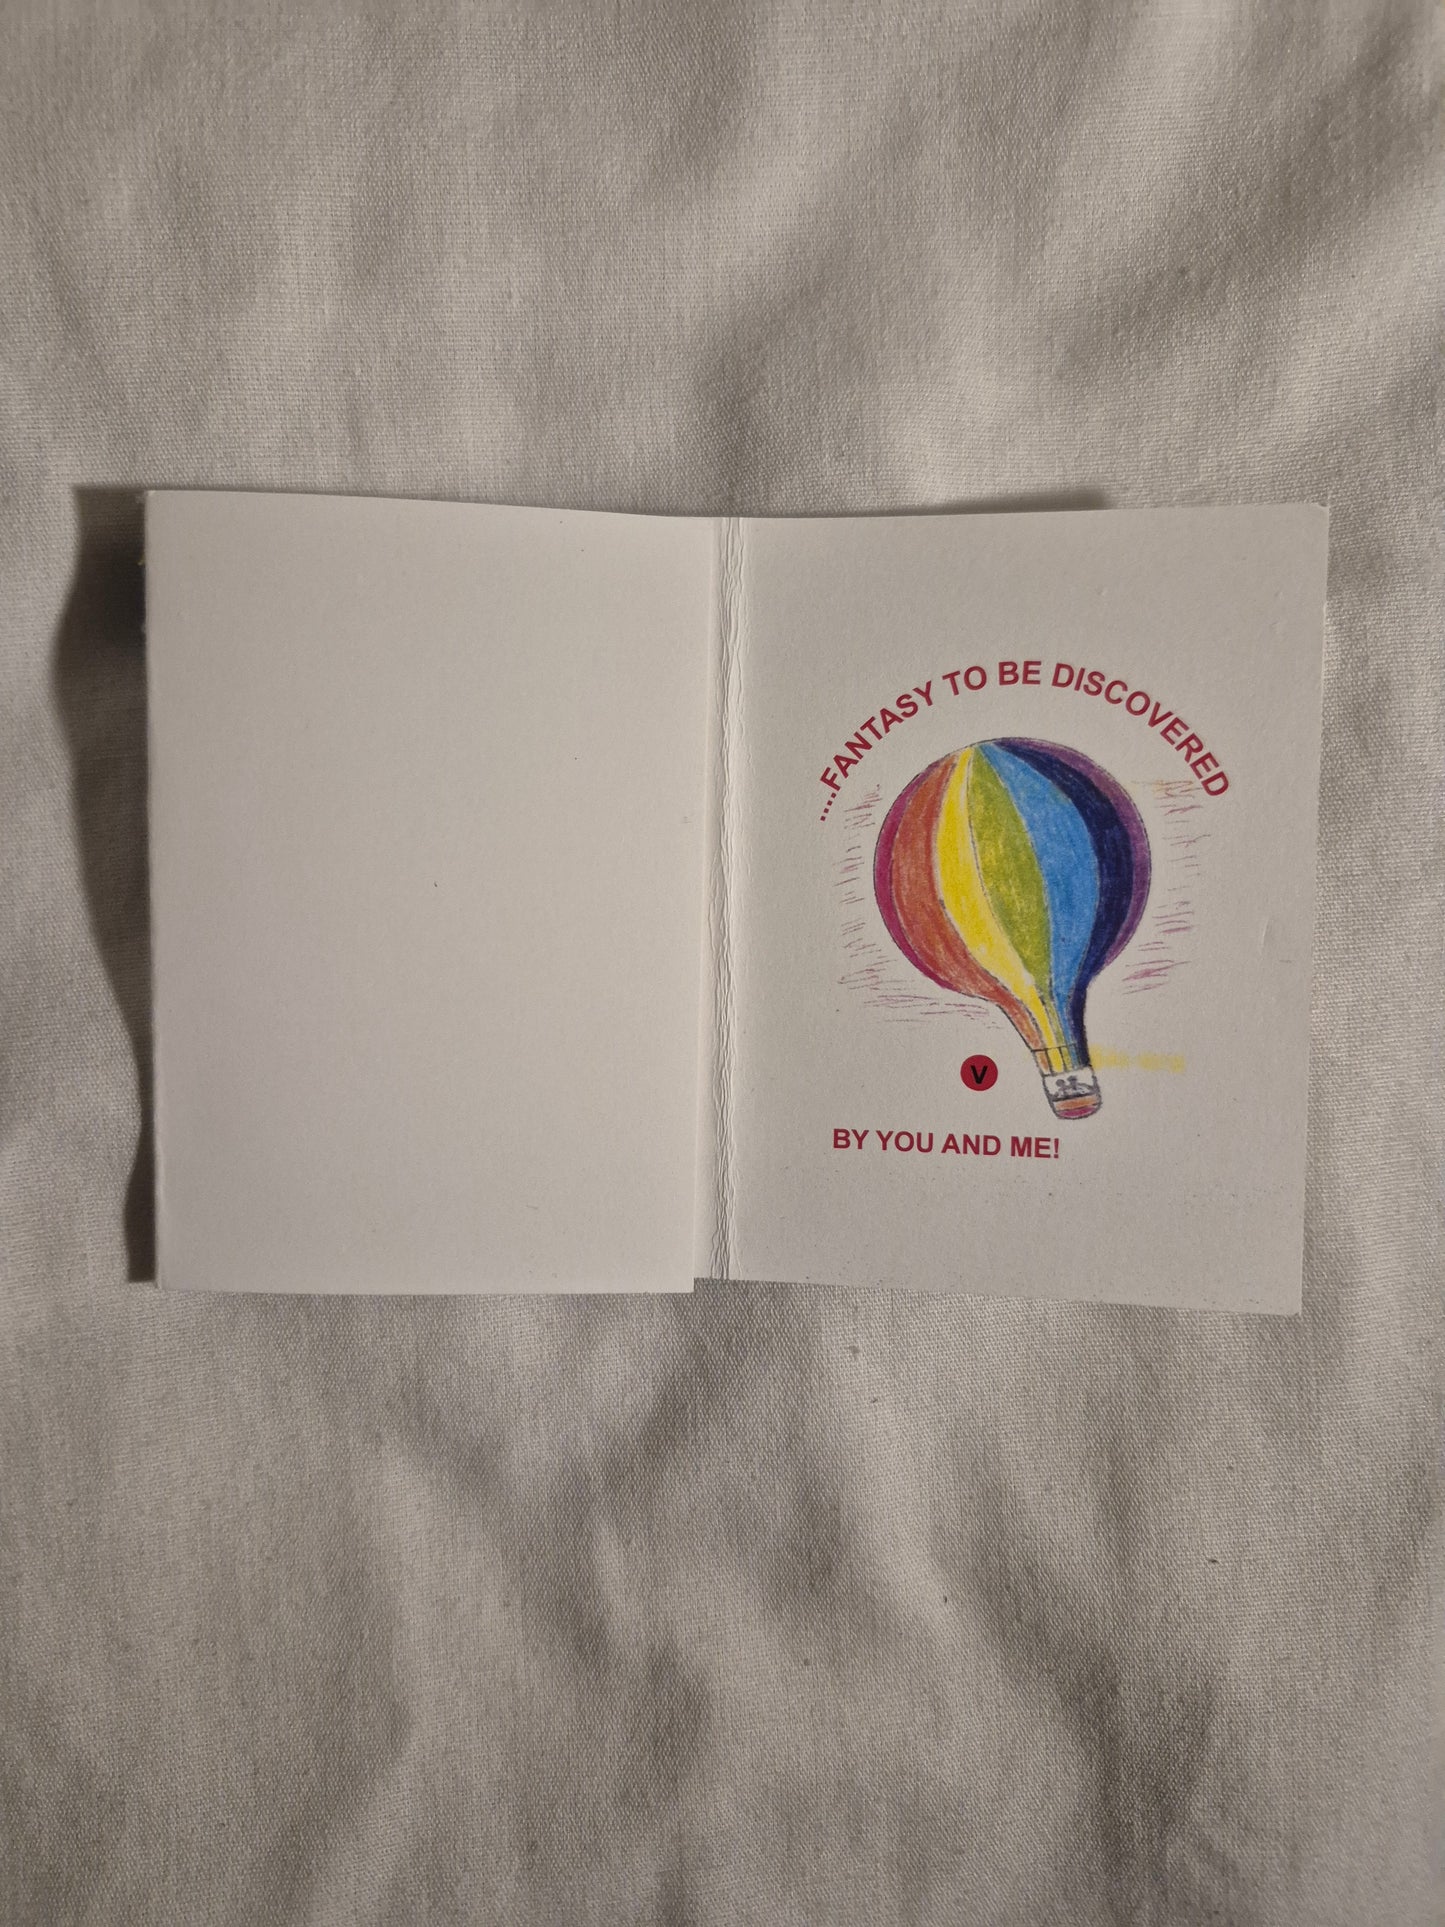 ....FANTASY TO BE DISCOVERED
V
BY YOU AND ME!